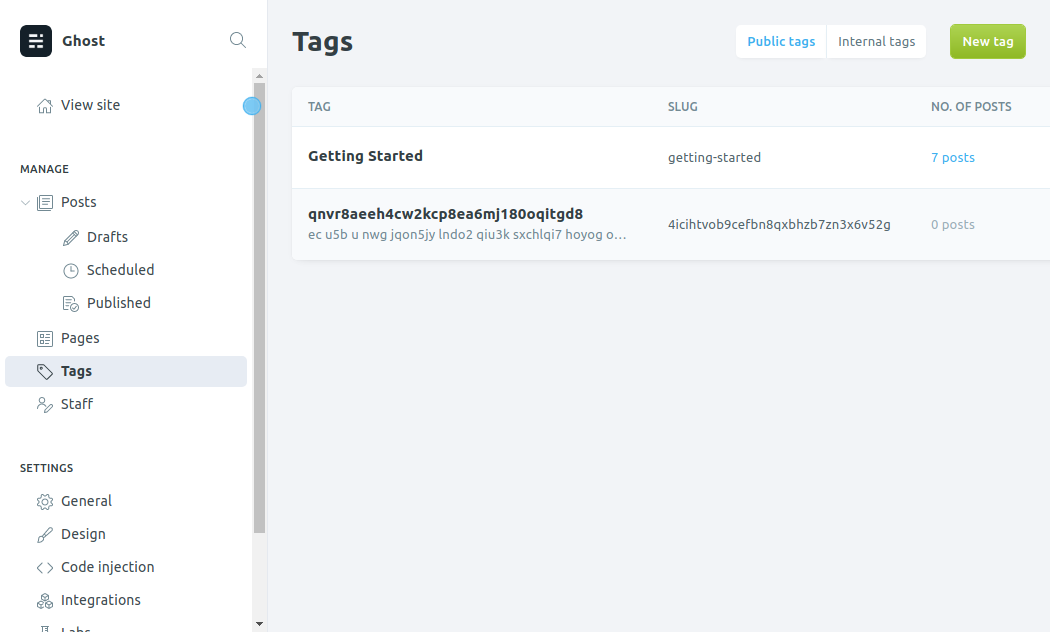 Ghost
View site
MANAGE
Posts
Drafts
Scheduled
Published
Pages
Tags
Staff
SETTINGS
General
Design
Code injection
Integrations
Labs
Tags
Public tags
Internal tags
New tag
TAG SLUG NO. OF POSTS
Getting Started getting-started 7 posts
qnvr8aeeh4cw2kcp8ea6mj180oqitgd8 4icihtvob9cefbn8qxbhzb7zn3x6v52g 0 posts
ec u5b u nwg jqon5jy lndo2 qiu3k sxchlqi7 hoyog o…